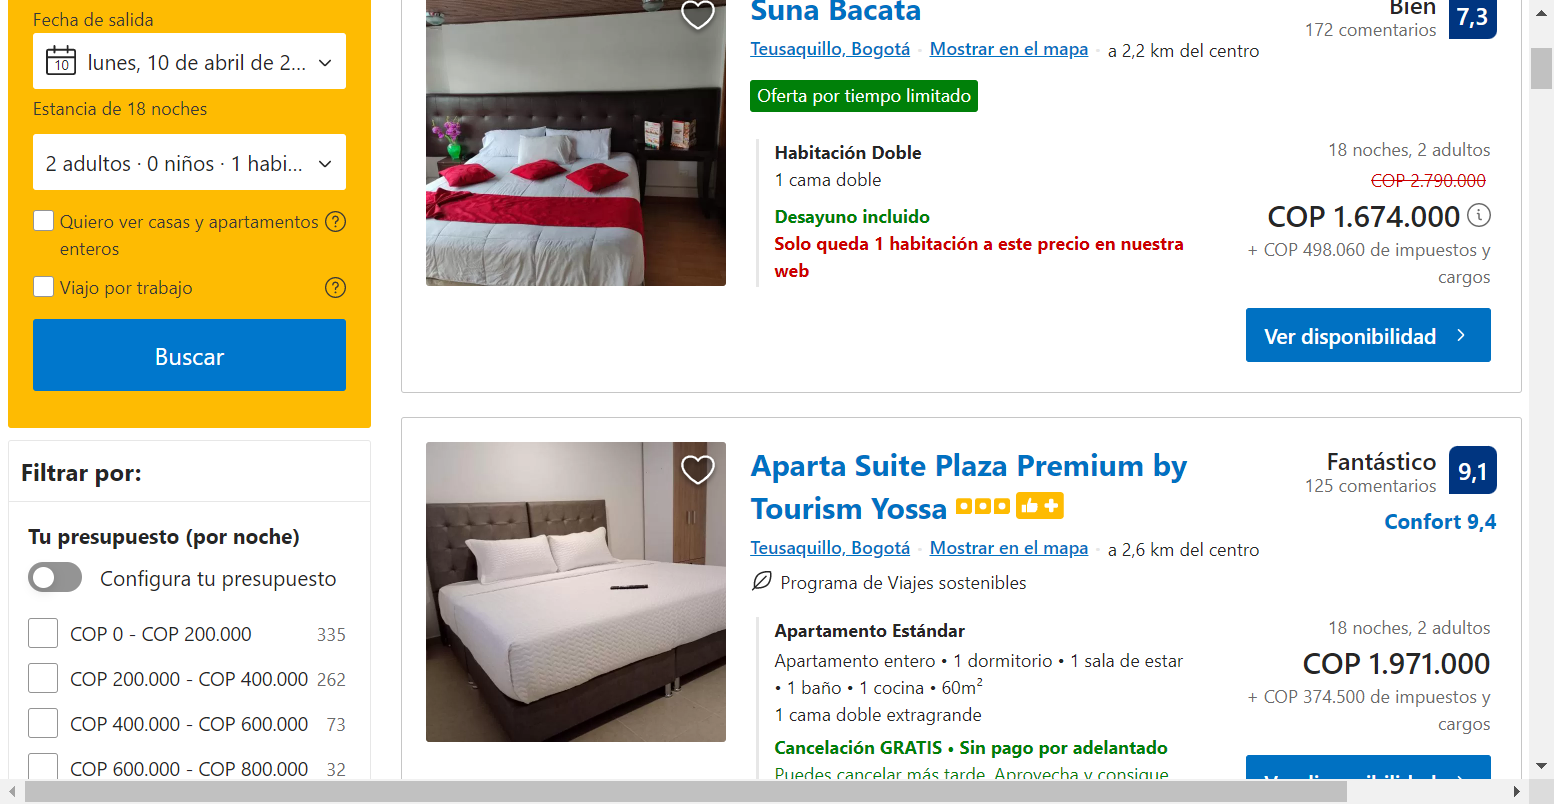 Fecha de salida
10
lunes, 10 de abril de 2...
Estancia de 18 noches
2 adultos · 0 niños · 1 habi...
Quiero ver casas y apartamentos
enteros
Viajo por trabajo
Buscar
Filtrar por:
Tu presupuesto (por noche)
Configura tu presupuesto
COP 0 - COP 200.000 335
COP 200.000 - COP 400.000 262
COP 400.000 - COP 600.000 73
COP 600.000 - COP 800.000 32
Suna Bacata
Bien
7,3
172 comentarios
Teusaquillo, Bogotá
Mostrar en el mapa
a 2,2 km del centro
Oferta por tiempo limitado
Habitación Doble
1 cama doble
Desayuno incluido
Solo queda 1 habitación a este precio en nuestra
web
18 noches, 2 adultos
COP 2.790.000
COP 1.674.000
+ COP 498.060 de impuestos y
cargos
Ver disponibilidad
Aparta Suite Plaza Premium by
Tourism Yossa
Fantástico
9,1
125 comentarios
Confort 9,4
Teusaquillo, Bogotá
Mostrar en el mapa
a 2,6 km del centro
Programa de Viajes sostenibles
Apartamento Estándar
Apartamento entero • 1 dormitorio • 1 sala de estar
• 1 baño • 1 cocina • 60m²
1 cama doble extragrande
Cancelación GRATIS • Sin pago por adelantado
Puedes cancelar más tarde. Aprovecha y consigue
18 noches, 2 adultos
COP 1.971.000
+ COP 374.500 de impuestos y
cargos
Ver disponibilidad